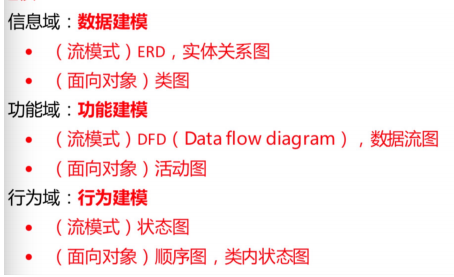 信息域：数据建模
• （流模式）ERD，实体关系图
• （面向对象）类图
功能域：功能建模
• （流模式）DFD（Data flow diagram），数据流图
• （面向对象）活动图
行为域：行为建模
• （流模式）状态图
• （面向对象）顺序图，类内状态图